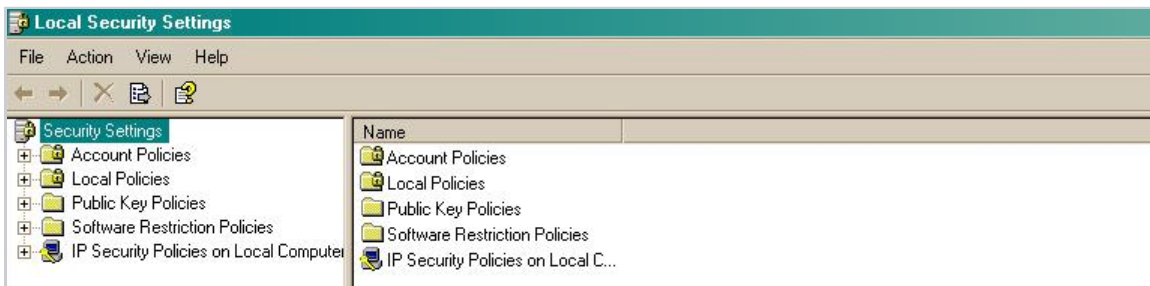 Local Security Settings
File Action View Help
Security Settings
Account Policies
Local Policies
Public Key Policies
Software Restriction Policies
IP Security Policies on Local Computer
Name
Account Policies
Local Policies
Public Key Policies
Software Restriction Policies
IP Security Policies on Local C...